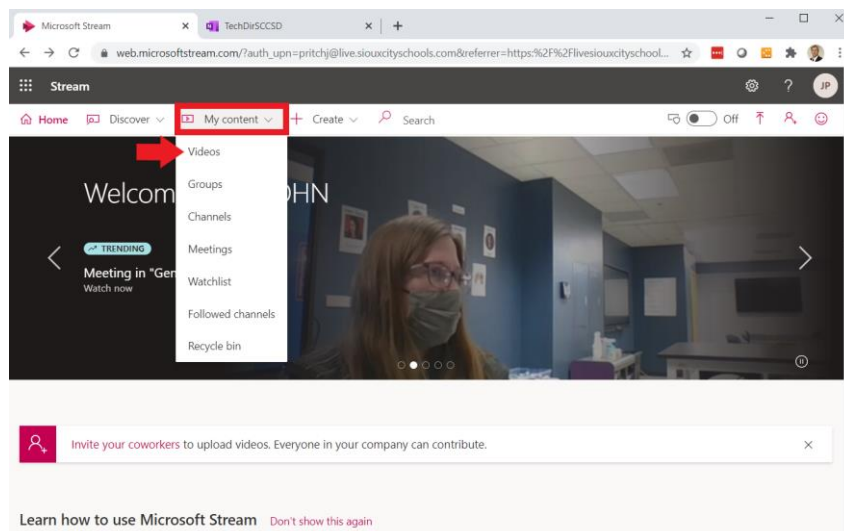 Microsoft Stream
TechDirSCCSD
web.microsoftstream.com/?auth_upn=pritchj@live.siouxcityschools.com&referrer=https:%2F%2Flivesiouxcityschool...
Stream
JP
Home Discover My content Create Search Off
Videos
Groups
Channels
Meetings
Watchlist
Followed channels
Recycle bin
Welcom HN
TRENDING
Meeting in "Gen
Watch now
Invite your coworkers to upload videos. Everyone in your company can contribute.
Learn how to use Microsoft Stream Don't show this again